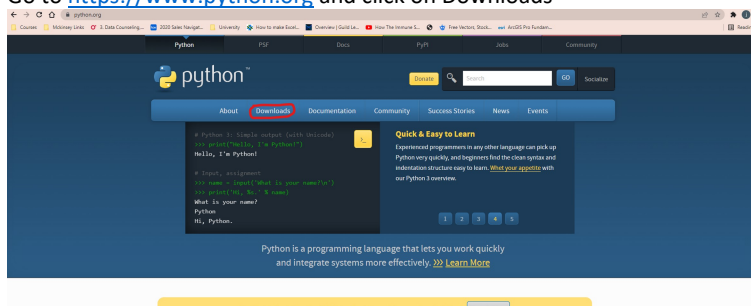 Go to https://www.python.org and click on Downloads
python.org
Courses Mckinsey Links 3. Data Counseling... 2020 Sales Navigat... University How to make Excel... Overview | Guild Le... How The Immune S... Free Vectors, Stock... ArcGIS Pro Fundam...
Python PSF Docs PyPI Jobs Community
python™
Donate Search GO Socialize
About Downloads Documentation Community Success Stories News Events
# Python 3: Simple output (with Unicode)
>>> print("Hello, I'm Python!")
Hello, I'm Python!
# Input, assignment
>>> name = input('What is your name?\n')
>>> print('Hi, %s.' % name)
What is your name?
Python
Hi, Python.
>_
Quick & Easy to Learn
Experienced programmers in any other language can pick up
Python very quickly, and beginners find the clean syntax and
indentation structure easy to learn. Whet your appetite with
our Python 3 overview.
1 2 3 4 5
Python is a programming language that lets you work quickly
and integrate systems more effectively. >>> Learn More